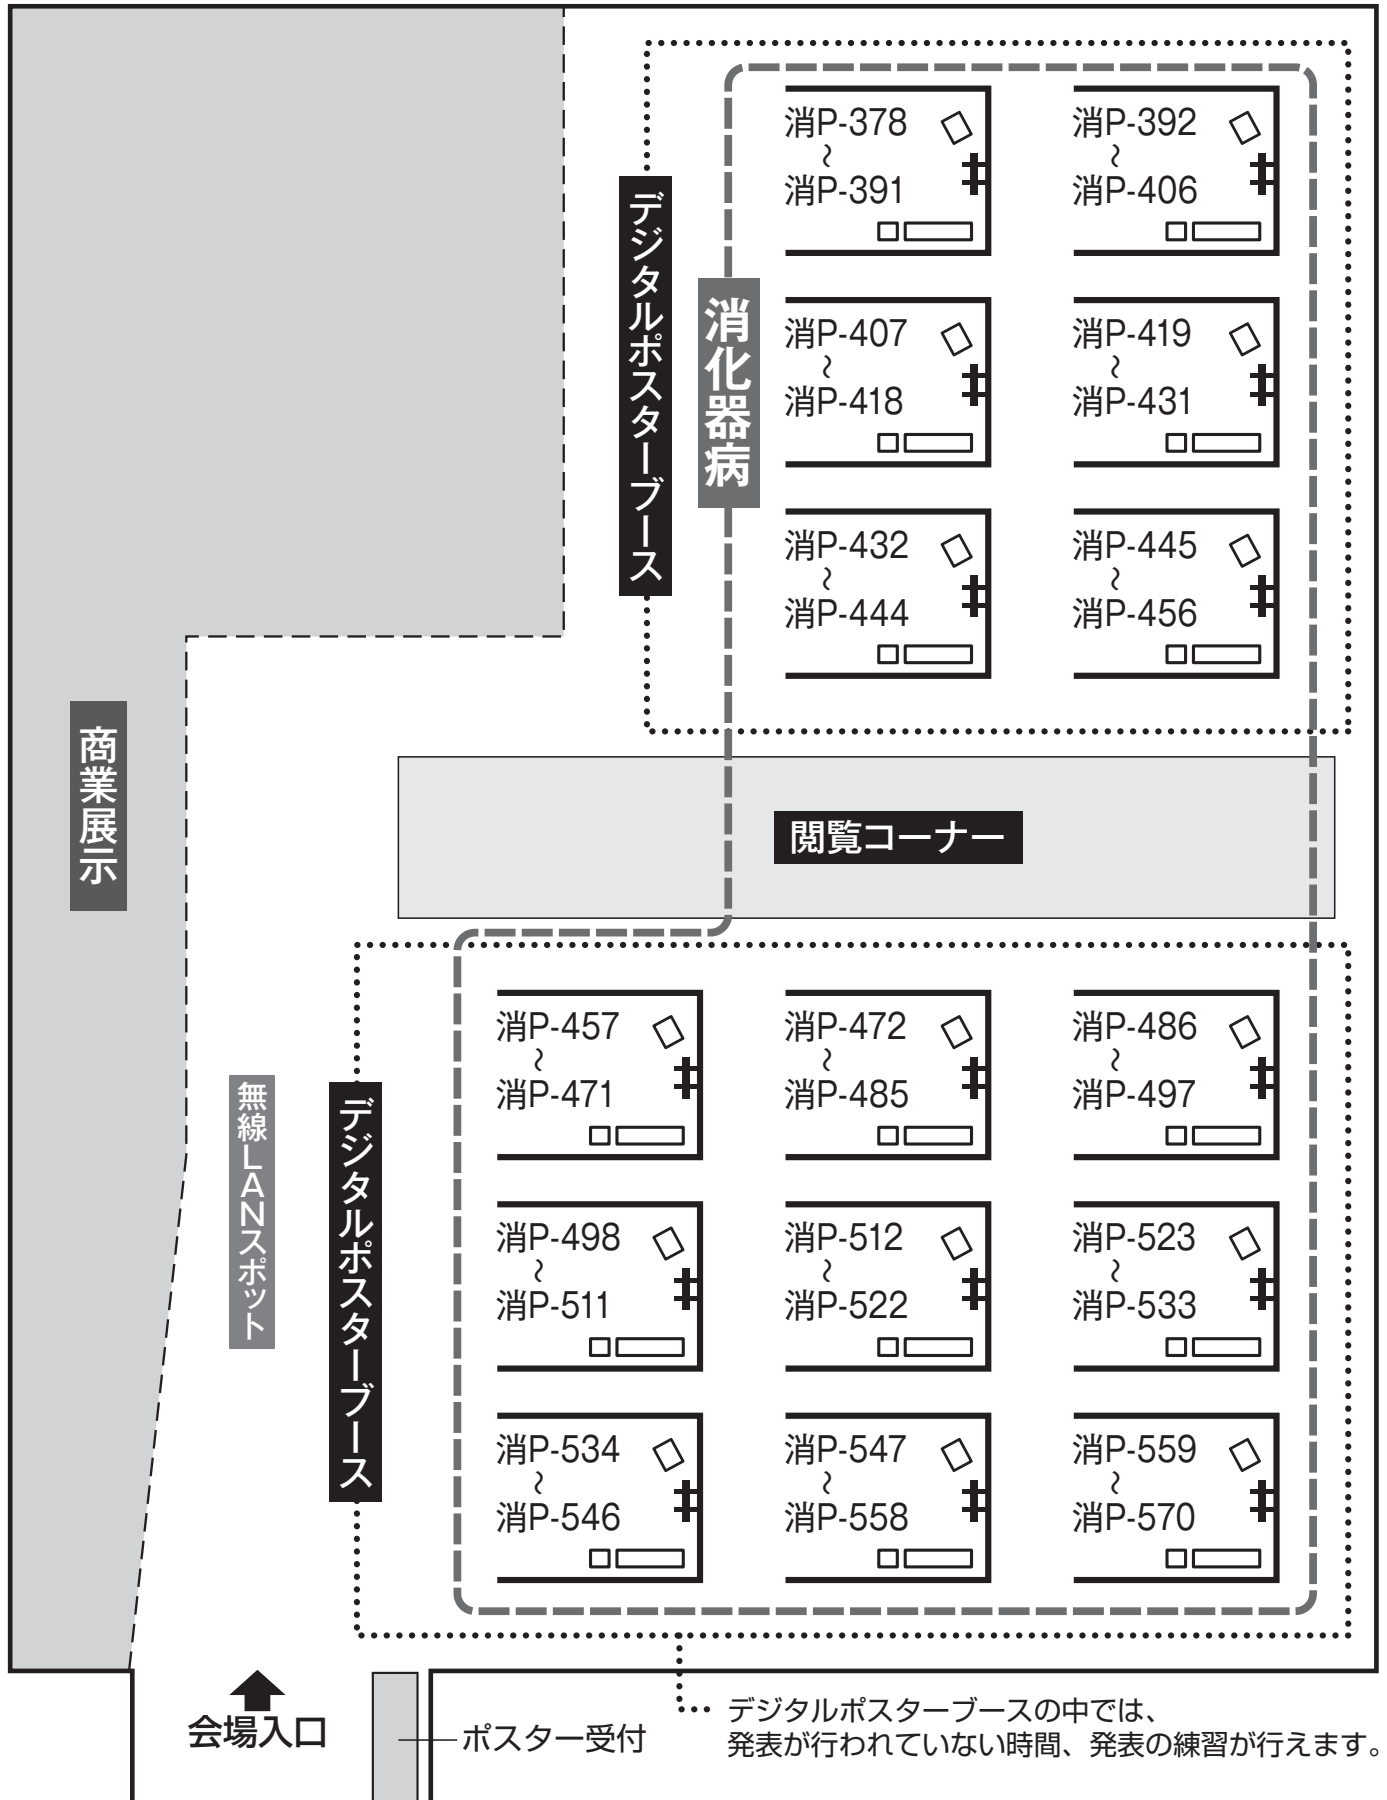 消P-378
~
消P-391
消P-392
~
消P-406
デジタルポスターブース
消化器病
消P-407
~
消P-418
消P-419
~
消P-431
消P-432
~
消P-444
消P-445
~
消P-456
商業展示
閲覧コーナー
消P-457
~
消P-471
消P-472
~
消P-485
消P-486
~
消P-497
無線LANスポット
デジタルポスターブース
消P-498
~
消P-511
消P-512
~
消P-522
消P-523
~
消P-533
消P-534
~
消P-546
消P-547
~
消P-558
消P-559
~
消P-570
会場入口
ポスター受付
デジタルポスターブースの中では、
発表が行われていない時間、発表の練習が行えます。